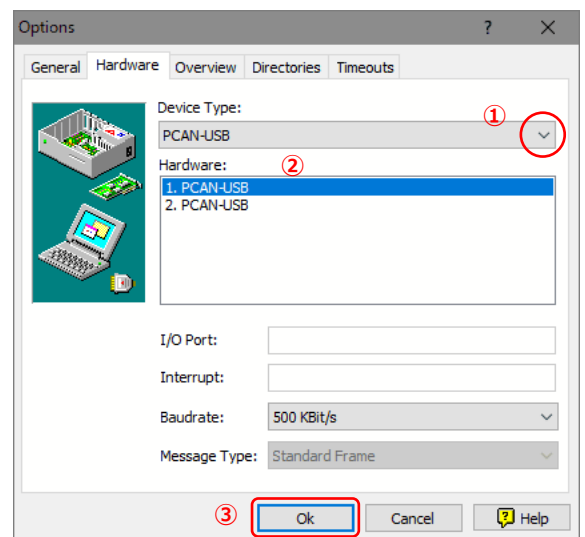 Options
?
General Hardware Overview Directories Timeouts
Device Type:
①
PCAN-USB
Hardware:
②
1. PCAN-USB
2. PCAN-USB
I/O Port:
Interrupt:
Baudrate: 500 KBit/s
Message Type: Standard Frame
③ Ok Cancel ? Help